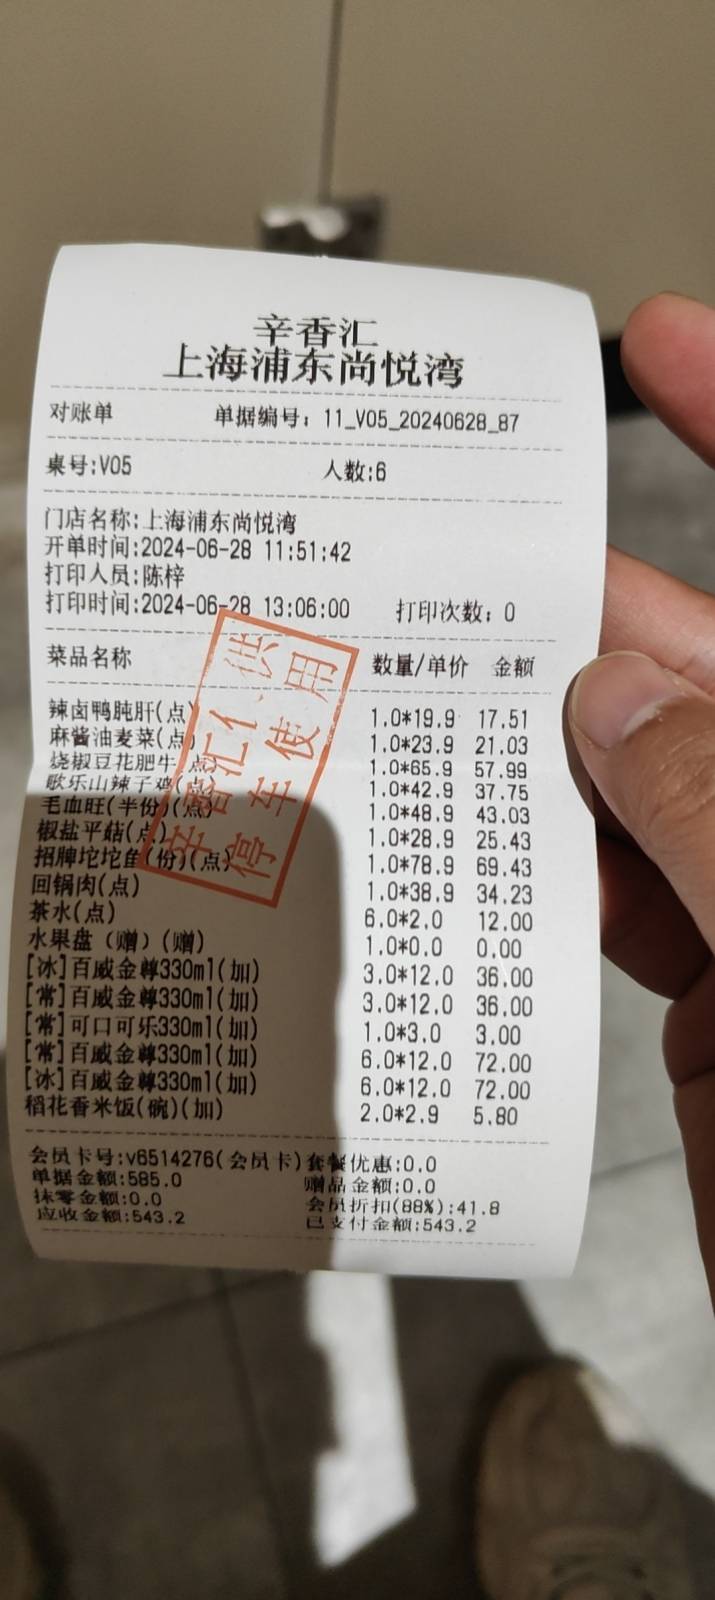 辛香汇
上海浦东尚悦湾
对账单 单据编号：11_V05_20240628_87
桌号:V05 人数:6
门店名称:上海浦东尚悦湾
开单时间:2024-06-28 11:51:42
打印人员:陈梓
打印时间:2024-06-28 13:06:00 打印次数：0
菜品名称 数量/单价 金额
辣卤鸭肫肝(点) 1.0*19.9 17.51
麻酱油麦菜(点) 1.0*23.9 21.03
烧椒豆花肥牛(点) 1.0*65.9 57.99
歌乐山辣子鸡(点) 1.0*42.9 37.75
毛血旺(半份)(点) 1.0*48.9 43.03
椒盐平菇(点) 1.0*28.9 25.43
招牌坨坨鱼(份)(点) 1.0*78.9 69.43
回锅肉(点) 1.0*38.9 34.23
茶水(点) 6.0*2.0 12.00
水果盘（赠）(赠) 1.0*0.0 0.00
[冰]百威金尊330ml(加) 3.0*12.0 36.00
[常]百威金尊330ml(加) 3.0*12.0 36.00
[常]可口可乐330ml(加) 1.0*3.0 3.00
[常]百威金尊330ml(加) 6.0*12.0 72.00
[冰]百威金尊330ml(加) 6.0*12.0 72.00
稻花香米饭(碗)(加) 2.0*2.9 5.80
会员卡号:v6514276(会员卡) 套餐优惠:0.0
单据金额:585.0 赠品金额:0.0
抹零金额:0.0 会员折扣(88%):41.8
应收金额:543.2 已支付金额:543.2
辛香汇仅供
停车使用